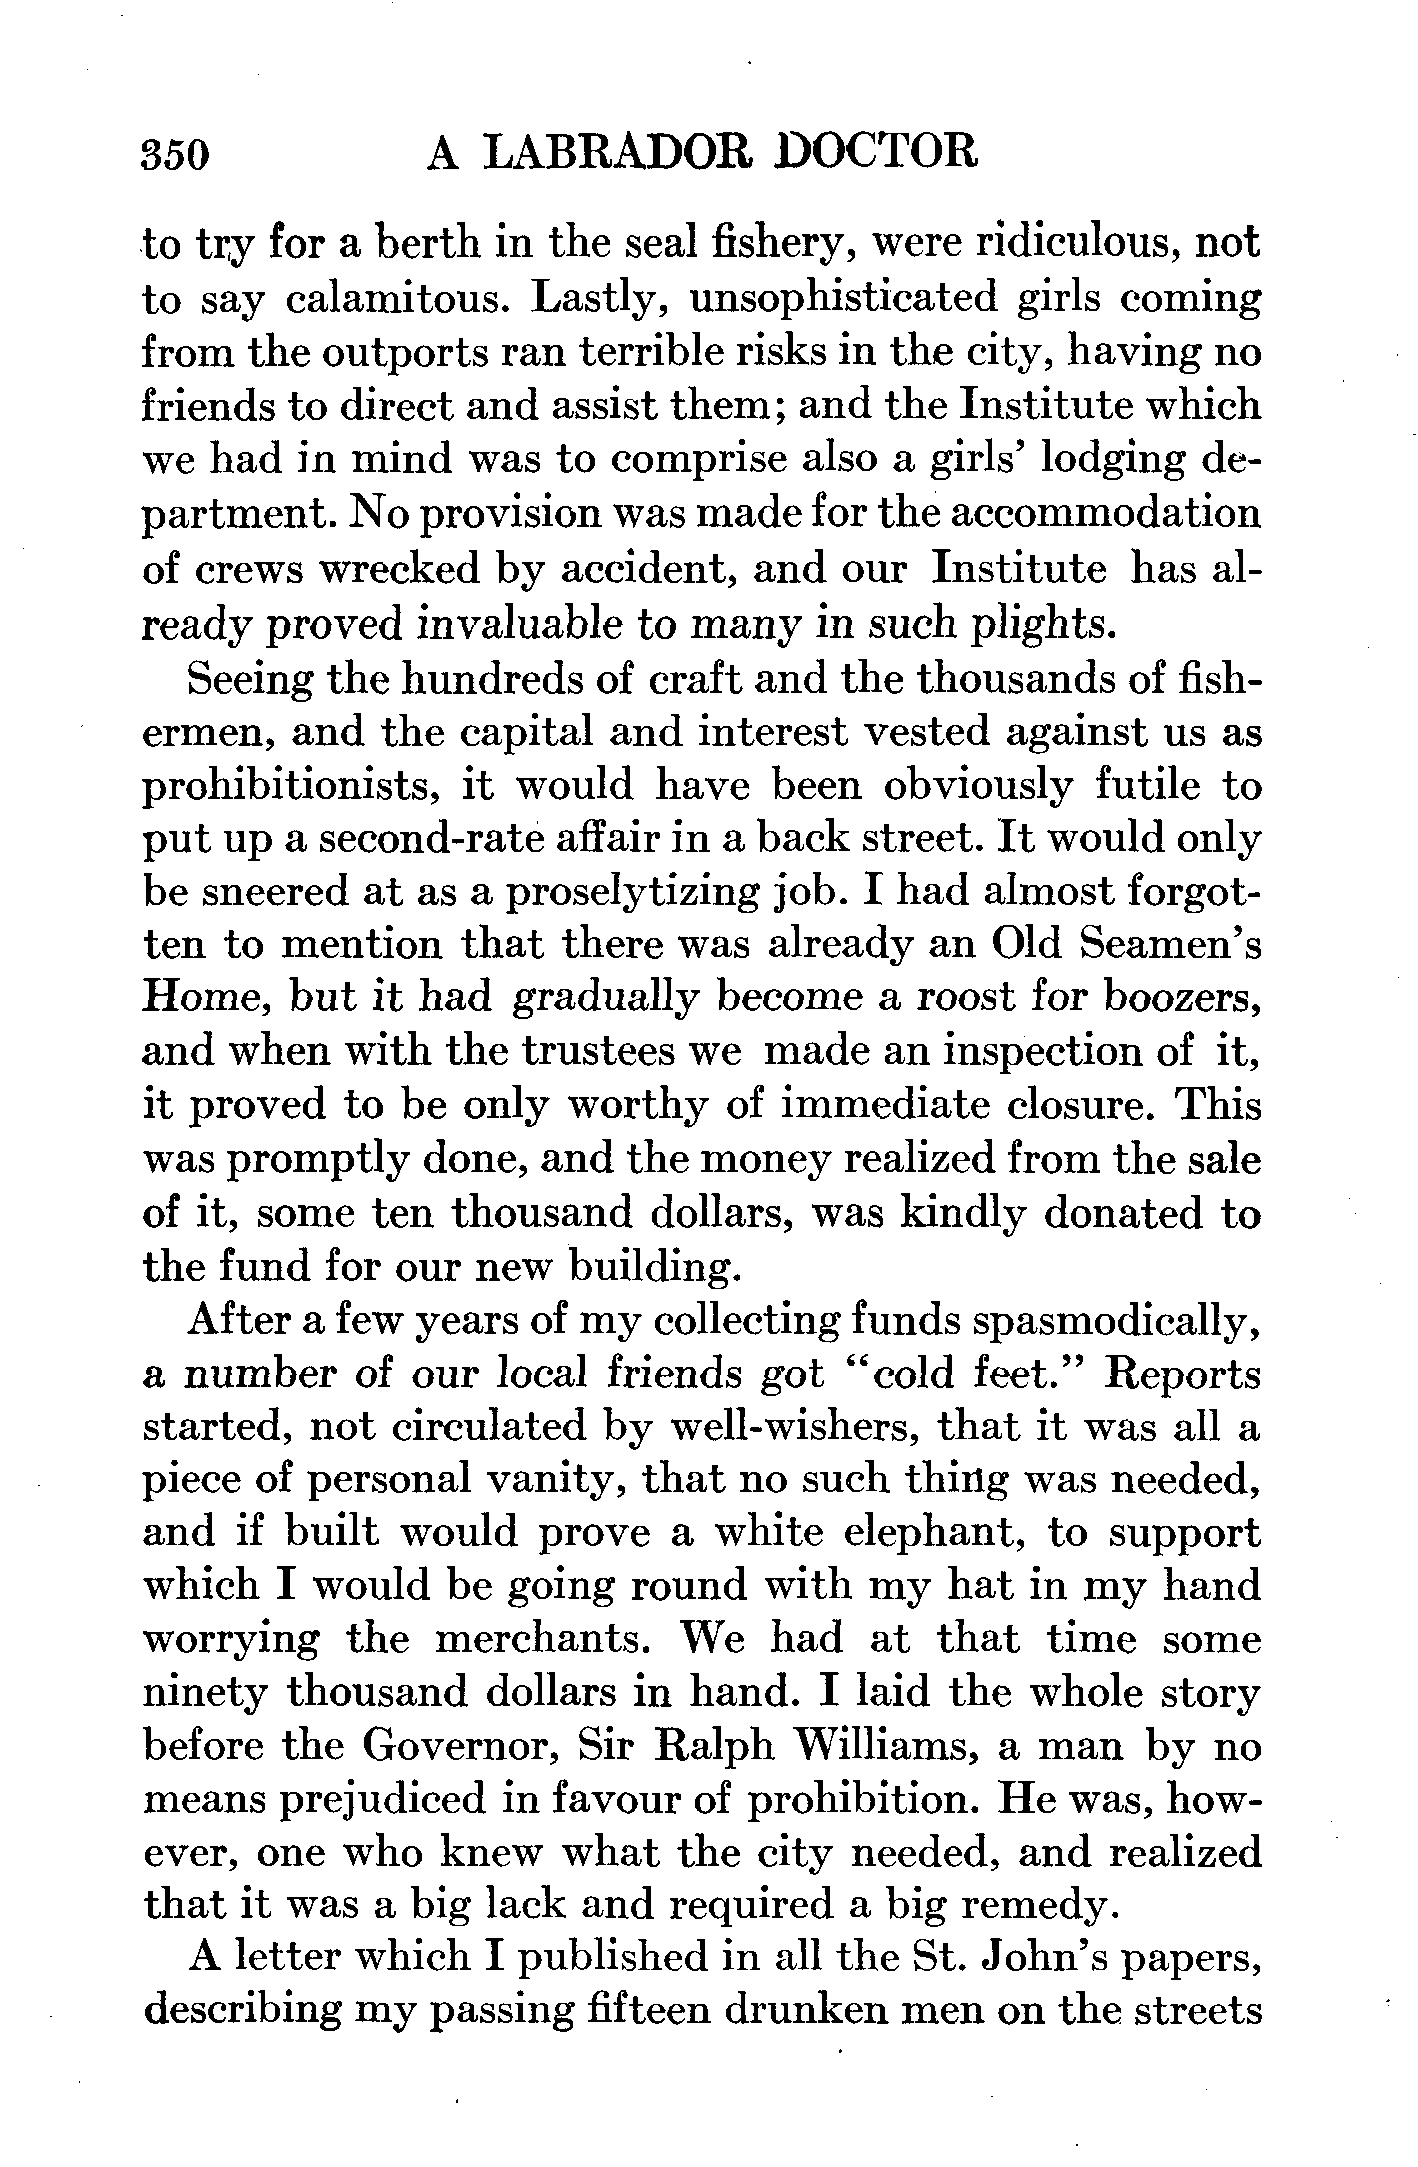 350 A LABRADOR DOCTOR
to try for a berth in the seal fishery, were ridiculous, not
to say calamitous. Lastly, unsophisticated girls coming
from the outports ran terrible risks in the city, having no
friends to direct and assist them; and the Institute which
we had in mind was to comprise also a girls’ lodging de-
partment. No provision was made for the accommodation
of crews wrecked by accident, and our Institute has al-
ready proved invaluable to many in such plights.
Seeing the hundreds of craft and the thousands of fish-
ermen, and the capital and interest vested against us as
prohibitionists, it would have been obviously futile to
put up a second-rate affair in a back street. It would only
be sneered at as a proselytizing job. I had almost forgot-
ten to mention that there was already an Old Seamen’s
Home, but it had gradually become a roost for boozers,
and when with the trustees we made an inspection of it,
it proved to be only worthy of immediate closure. This
was promptly done, and the money realized from the sale
of it, some ten thousand dollars, was kindly donated to
the fund for our new building.
After a few years of my collecting funds spasmodically,
a number of our local friends got “cold feet.” Reports
started, not circulated by well-wishers, that it was all a
piece of personal vanity, that no such thing was needed,
and if built would prove a white elephant, to support
which I would be going round with my hat in my hand
worrying the merchants. We had at that time some
ninety thousand dollars in hand. I laid the whole story
before the Governor, Sir Ralph Williams, a man by no
means prejudiced in favour of prohibition. He was, how-
ever, one who knew what the city needed, and realized
that it was a big lack and required a big remedy.
A letter which I published in all the St. John’s papers,
describing my passing fifteen drunken men on the streets